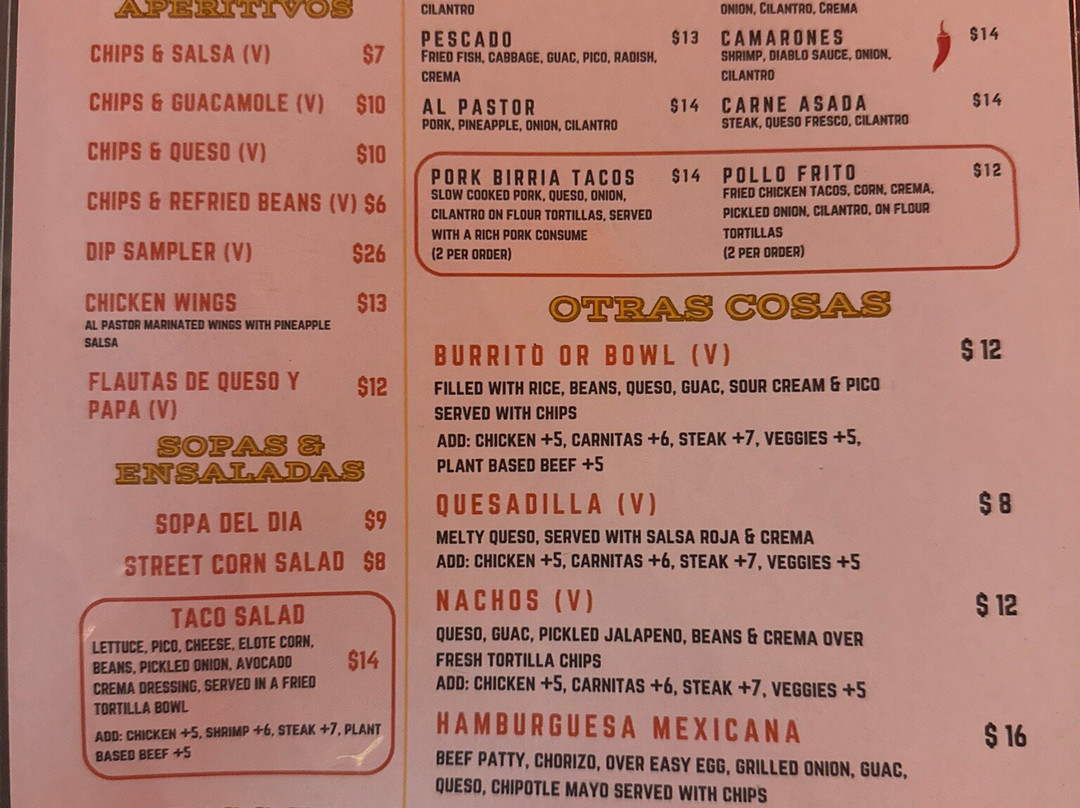 APERITIVOS
CHIPS & SALSA (V) $7
CHIPS & GUACAMOLE (V) $10
CHIPS & QUESO (V) $10
CHIPS & REFRIED BEANS (V) $6
DIP SAMPLER (V) $26
CHICKEN WINGS $13
AL PASTOR MARINATED WINGS WITH PINEAPPLE
SALSA
FLAUTAS DE QUESO Y $12
PAPA (V)
SOPAS &
ENSALADAS
SOPA DEL DIA $9
STREET CORN SALAD $8
TACO SALAD
LETTUCE, PICO, CHEESE, ELOTE CORN,
BEANS, PICKLED ONION, AVOCADO $14
CREMA DRESSING, SERVED IN A FRIED
TORTILLA BOWL
ADD: CHICKEN +5, SHRIMP +6, STEAK +7, PLANT
BASED BEEF +5
CILANTRO
PESCADO $13
FRIED FISH, CABBAGE, GUAC, PICO, RADISH,
CREMA
AL PASTOR $14
PORK, PINEAPPLE, ONION, CILANTRO
ONION, CILANTRO, CREMA
CAMARONES $14
SHRIMP, DIABLO SAUCE, ONION,
CILANTRO
CARNE ASADA $14
STEAK, QUESO FRESCO, CILANTRO
PORK BIRRIA TACOS $14
SLOW COOKED PORK, QUESO, ONION,
CILANTRO ON FLOUR TORTILLAS, SERVED
WITH A RICH PORK CONSUME
(2 PER ORDER)
POLLO FRITO $12
FRIED CHICKEN TACOS, CORN, CREMA,
PICKLED ONION, CILANTRO, ON FLOUR
TORTILLAS
(2 PER ORDER)
OTRAS COSAS
BURRITO OR BOWL (V) $ 12
FILLED WITH RICE, BEANS, QUESO, GUAC, SOUR CREAM & PICO
SERVED WITH CHIPS
ADD: CHICKEN +5, CARNITAS +6, STEAK +7, VEGGIES +5,
PLANT BASED BEEF +5
QUESADILLA (V) $ 8
MELTY QUESO, SERVED WITH SALSA ROJA & CREMA
ADD: CHICKEN +5, CARNITAS +6, STEAK +7, VEGGIES +5
NACHOS (V) $ 12
QUESO, GUAC, PICKLED JALAPENO, BEANS & CREMA OVER
FRESH TORTILLA CHIPS
ADD: CHICKEN +5, CARNITAS +6, STEAK +7, VEGGIES +5
HAMBURGUESA MEXICANA $ 16
BEEF PATTY, CHORIZO, OVER EASY EGG, GRILLED ONION, GUAC,
QUESO, CHIPOTLE MAYO SERVED WITH CHIPS